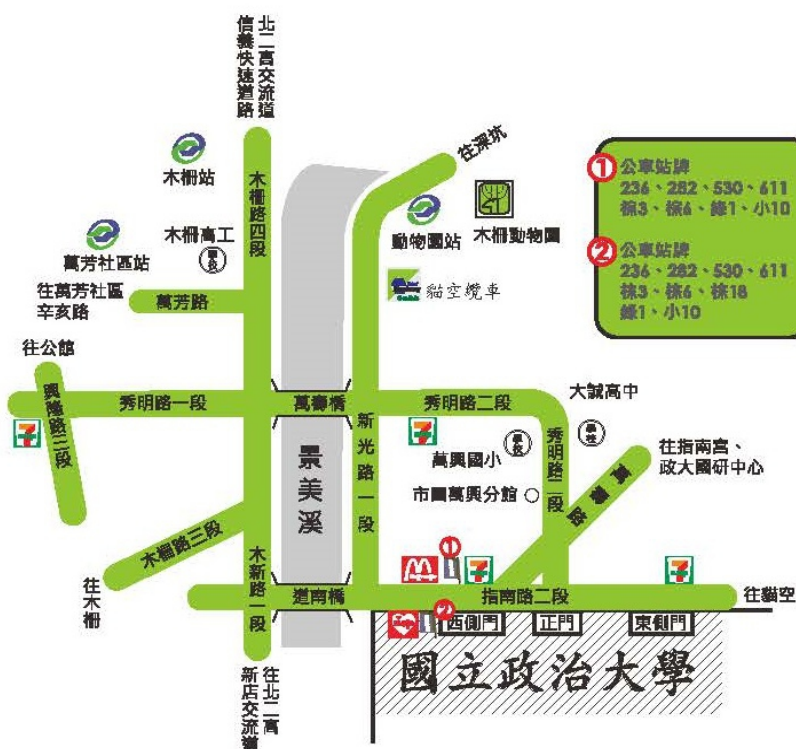 北二高交流道
信義快速道路
往深坑
木柵站
木柵路四段
動物園站
木柵動物園
木柵高工
萬芳社區站
貓空纜車
往萬芳社區
辛亥路
萬芳路
往公館
興隆路三段
秀明路一段
萬壽橋
秀明路二段
大誠高中
景美溪
新光路一段
萬興國小
市圖萬興分館
秀明路二段
萬壽路
往指南宮、
政大國研中心
木柵路三段
往木柵
木新路一段
道南橋
1
指南路二段
往貓空
2
西側門
正門
東側門
國立政治大學
往北二高
新店交流道
1
公車站牌
236、282、530、611
棕3、棕6、綠1、小10
2
公車站牌
236、282、530、611
棕3、棕6、棕18
綠1、小10